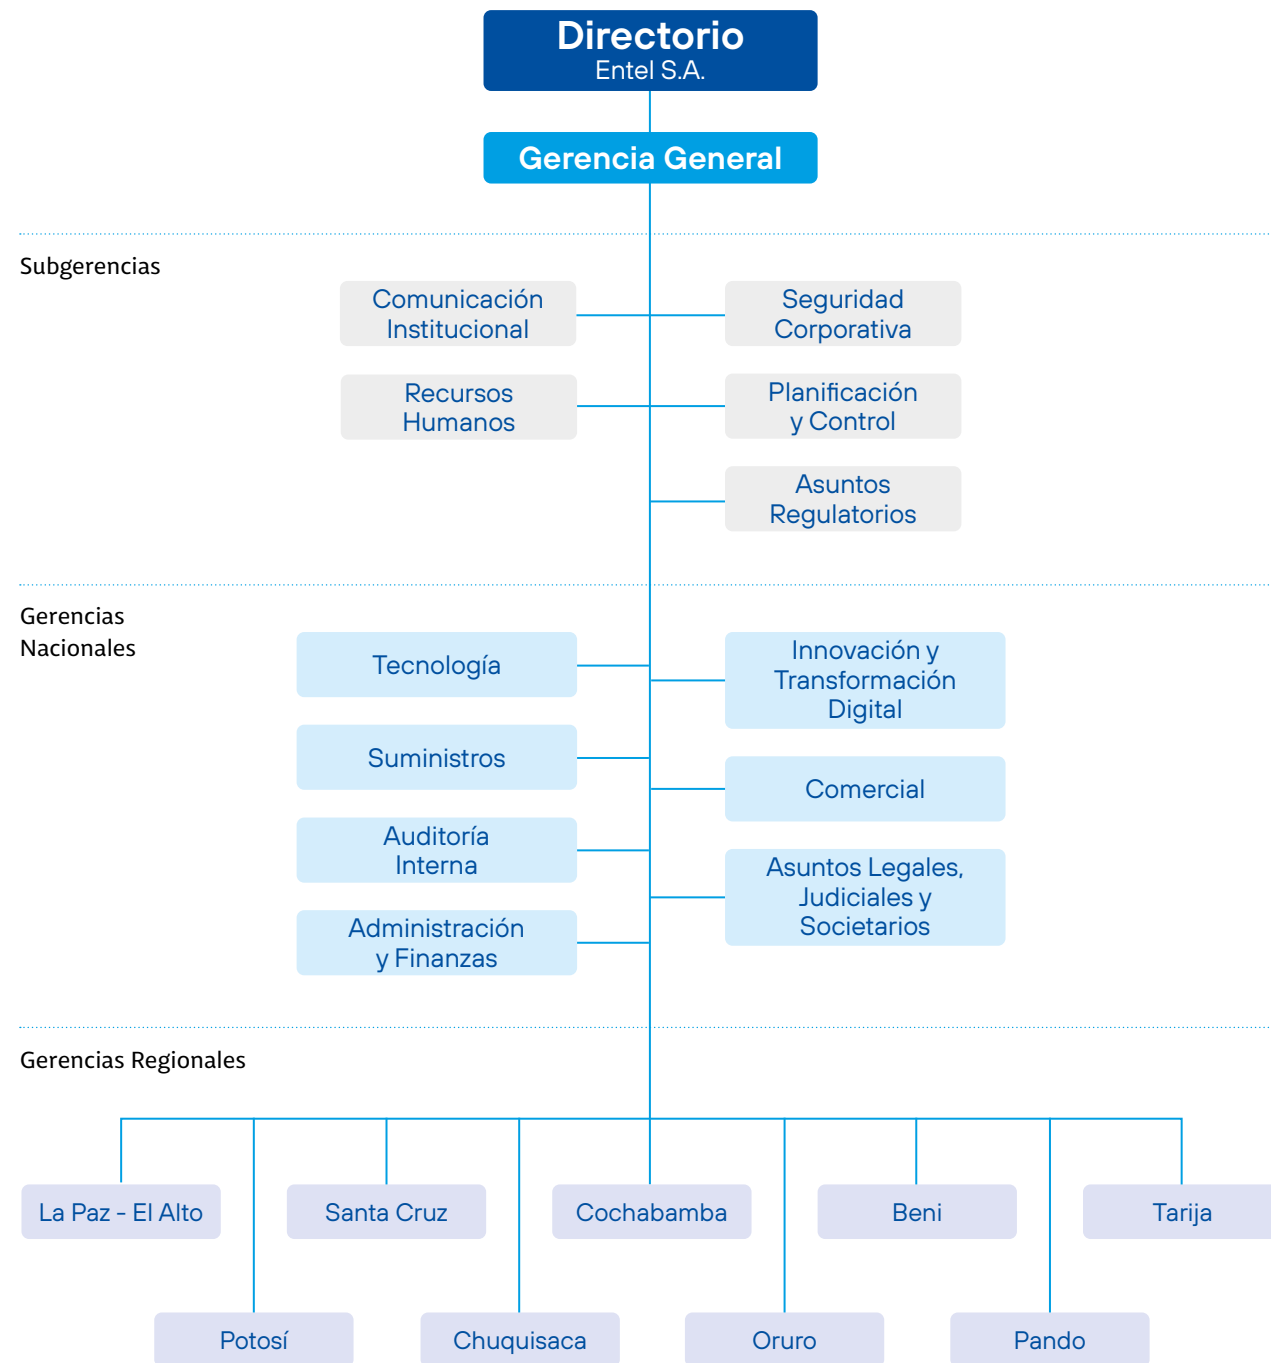 Directorio
Entel S.A.
Gerencia General
Subgerencias
Comunicación
Institucional
Seguridad
Corporativa
Recursos
Humanos
Planificación
y Control
Asuntos
Regulatorios
Gerencias
Nacionales
Tecnología
Innovación y
Transformación
Digital
Suministros
Comercial
Auditoría
Interna
Asuntos Legales,
Judiciales y
Societarios
Administración
y Finanzas
Gerencias Regionales
La Paz - El Alto
Santa Cruz
Cochabamba
Beni
Tarija
Potosí
Chuquisaca
Oruro
Pando